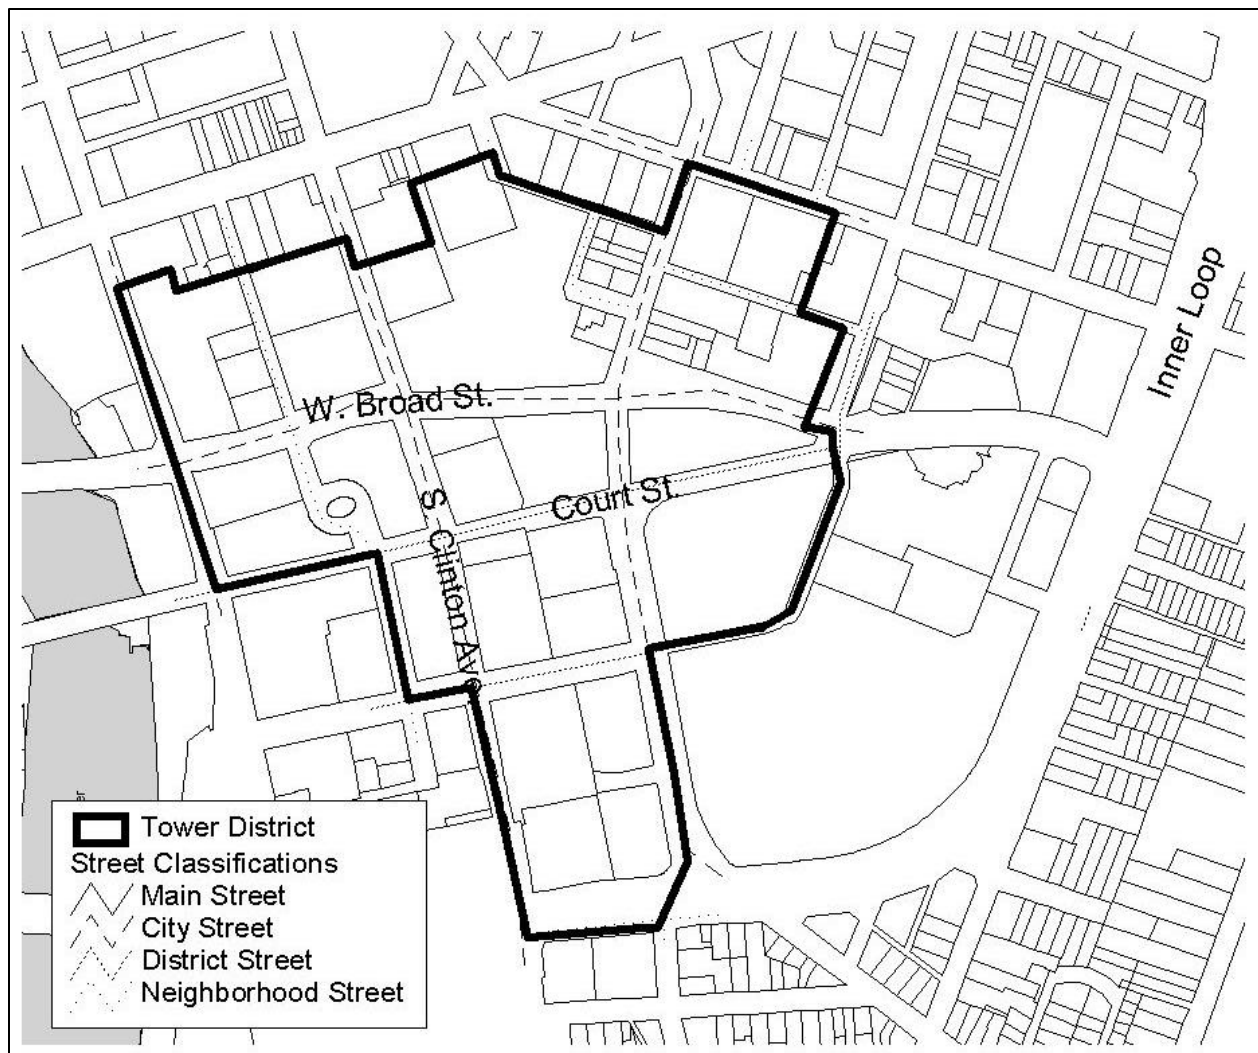 Inner Loop
W. Broad St.
Court St.
S. Clinton Ave
Tower District
Street Classifications
Main Street
City Street
District Street
Neighborhood Street